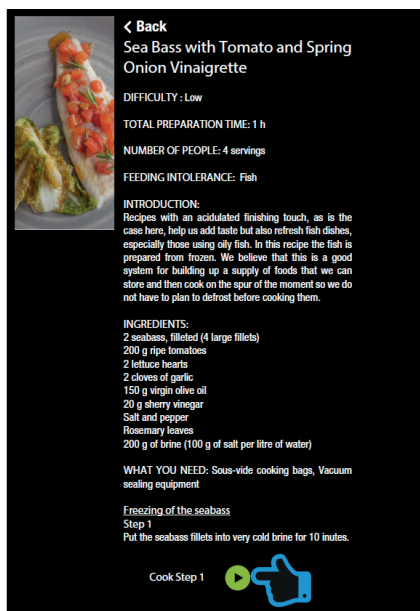 Back
Sea Bass with Tomato and Spring
Onion Vinaigrette
DIFFICULTY : Low
TOTAL PREPARATION TIME: 1 h
NUMBER OF PEOPLE: 4 servings
FEEDING INTOLERANCE: Fish
INTRODUCTION:
Recipes with an acidulated finishing touch, as is the
case here, help us add taste but also refresh fish dishes,
especially those using oily fish. In this recipe the fish is
prepared from frozen. We believe that this is a good
system for building up a supply of foods that we can
store and then cook on the spur of the moment so we do
not have to plan to defrost before cooking them.
INGREDIENTS:
2 seabass, filleted (4 large fillets)
200 g ripe tomatoes
2 lettuce hearts
2 cloves of garlic
150 g virgin olive oil
20 g sherry vinegar
Salt and pepper
Rosemary leaves
200 g of brine (100 g of salt per litre of water)
WHAT YOU NEED: Sous-vide cooking bags, Vacuum
sealing equipment
Freezing of the seabass
Step 1
Put the seabass fillets into very cold brine for 10 inutes.
Cook Step 1